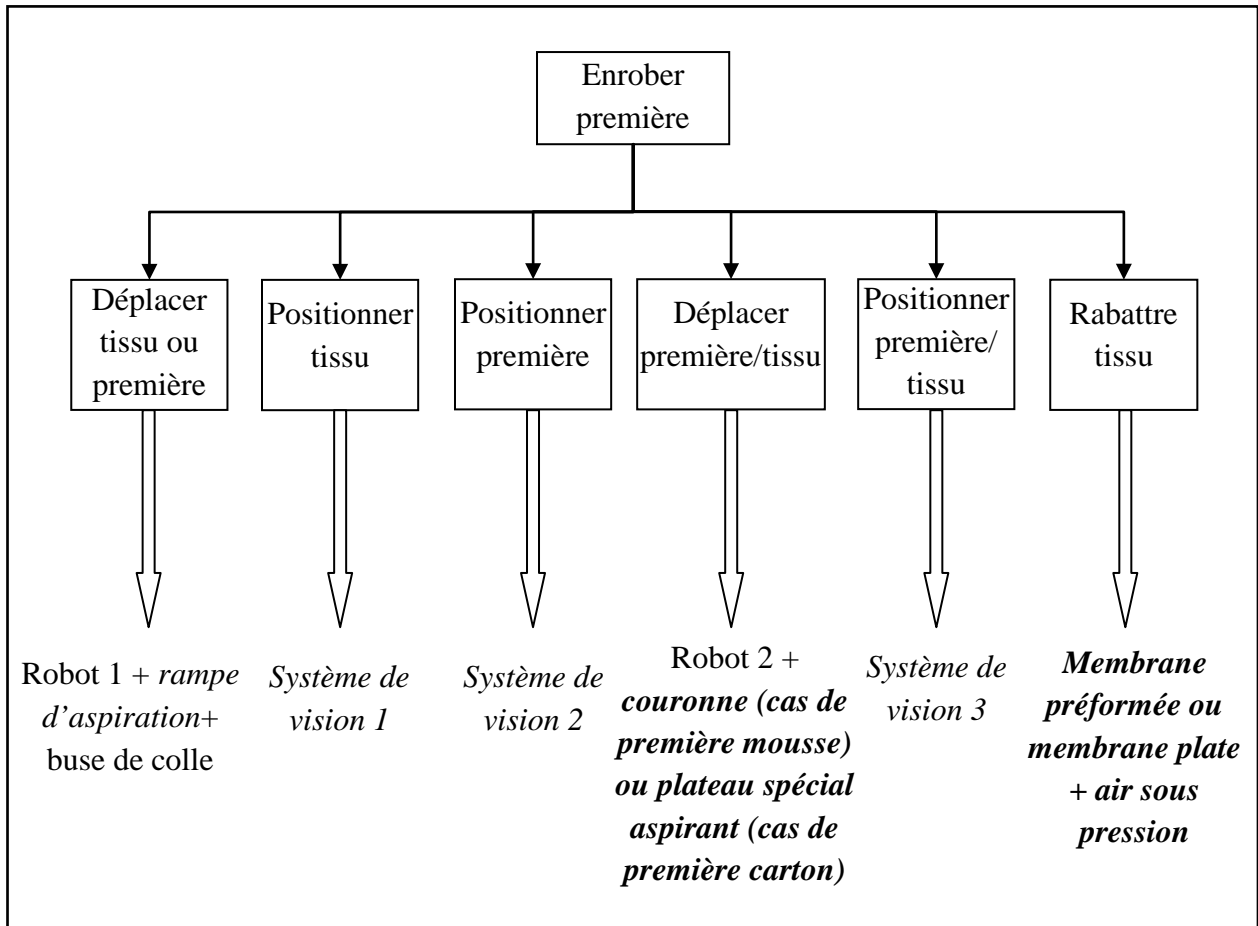 Enrober
première
Déplacer
tissu ou
première
Positionner
tissu
Positionner
première
Déplacer
première/tissu
Positionner
première/
tissu
Rabattre
tissu
Robot 1 + rampe
d’aspiration+
buse de colle
Système de
vision 1
Système de
vision 2
Robot 2 +
couronne (cas de
première mousse)
ou plateau spécial
aspirant (cas de
première carton)
Système de
vision 3
Membrane
préformée ou
membrane plate
+ air sous
pression